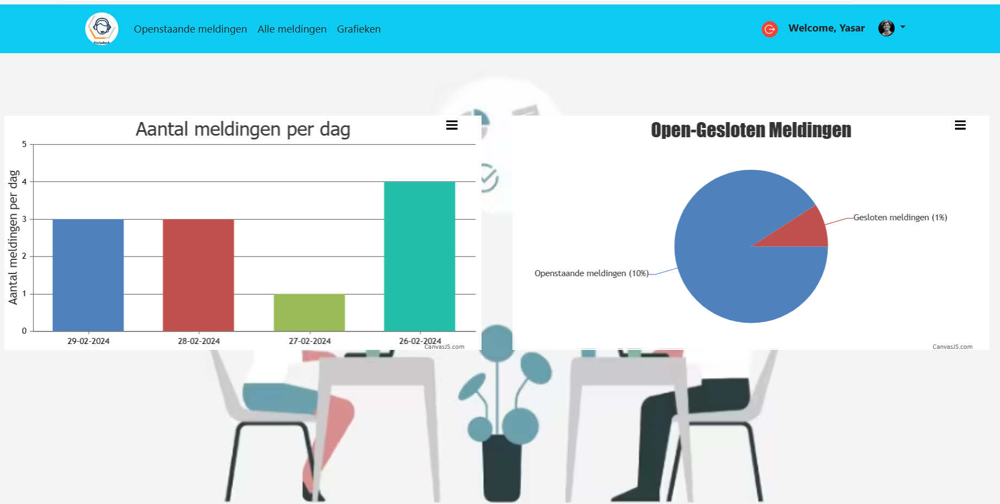 Helpdesk
Openstaande meldingen Alle meldingen Grafieken
Welcome, Yasar
Aantal meldingen per dag
Aantal meldingen per dag
5
4
3
2
1
0
29-02-2024 28-02-2024 27-02-2024 26-02-2024
CanvasJS.com
Open-Gesloten Meldingen
Gesloten meldingen (1%)
Openstaande meldingen (10%)
CanvasJS.com